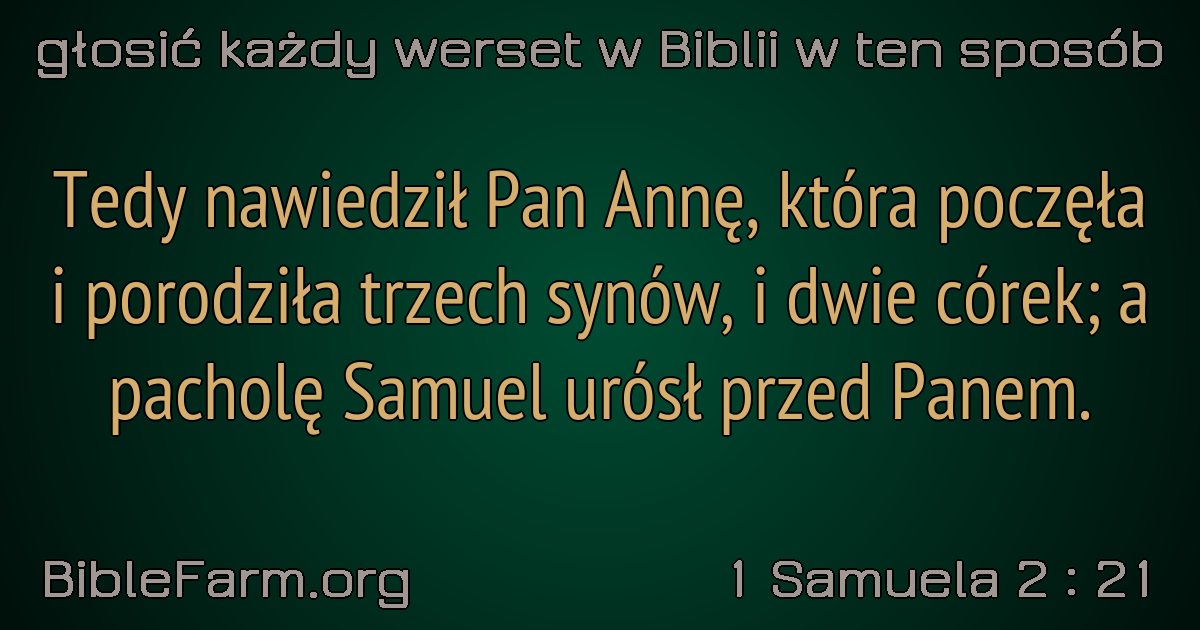 głosić każdy werset w Biblii w ten sposób
Tedy nawiedził Pan Annę, która poczęła
i porodziła trzech synów, i dwie córek; a
pacholę Samuel urósł przed Panem.
BibleFarm.org
1 Samuela 2 : 21